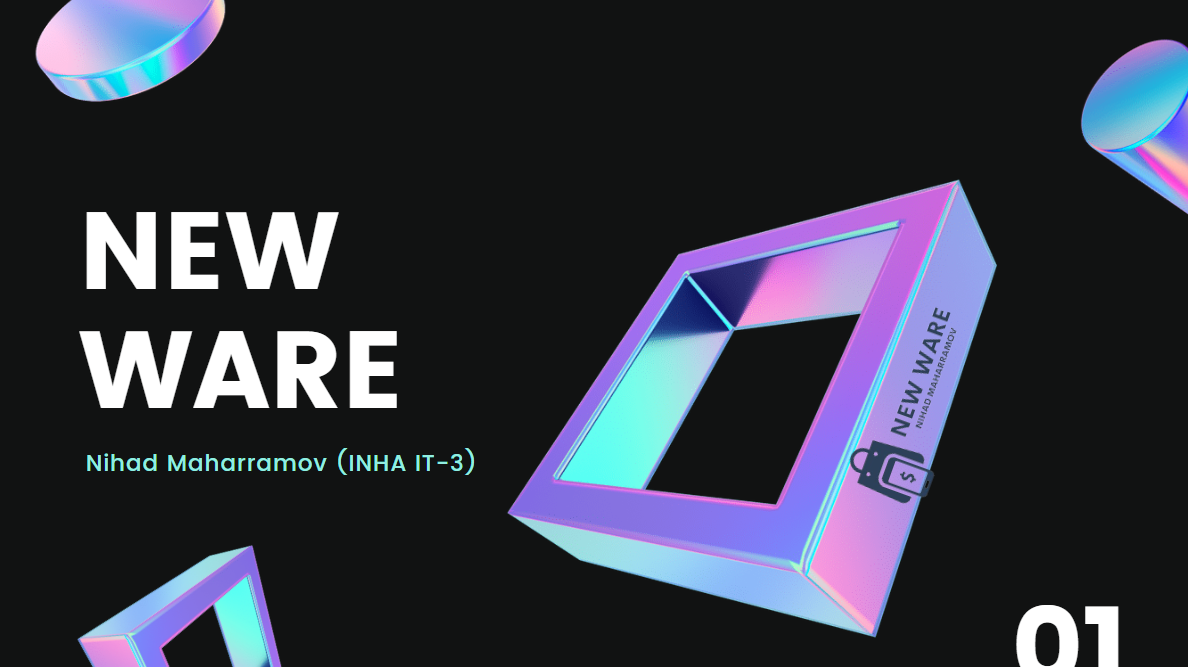 NEW
WARE
Nihad Maharramov (INHA IT-3)
NEW WARE
NIHAD MAHARRAMOV
$
01